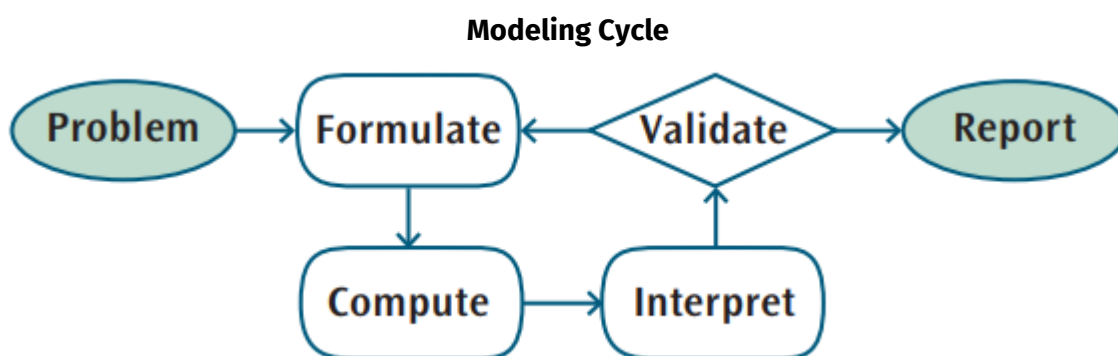 Modeling Cycle
Problem
Formulate
Validate
Report
Compute
Interpret